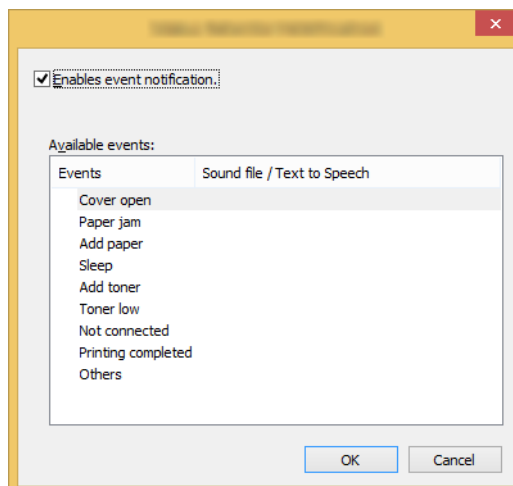 Enables event notification.
Available events:
Events Sound file / Text to Speech
Cover open
Paper jam
Add paper
Sleep
Add toner
Toner low
Not connected
Printing completed
Others
OK Cancel